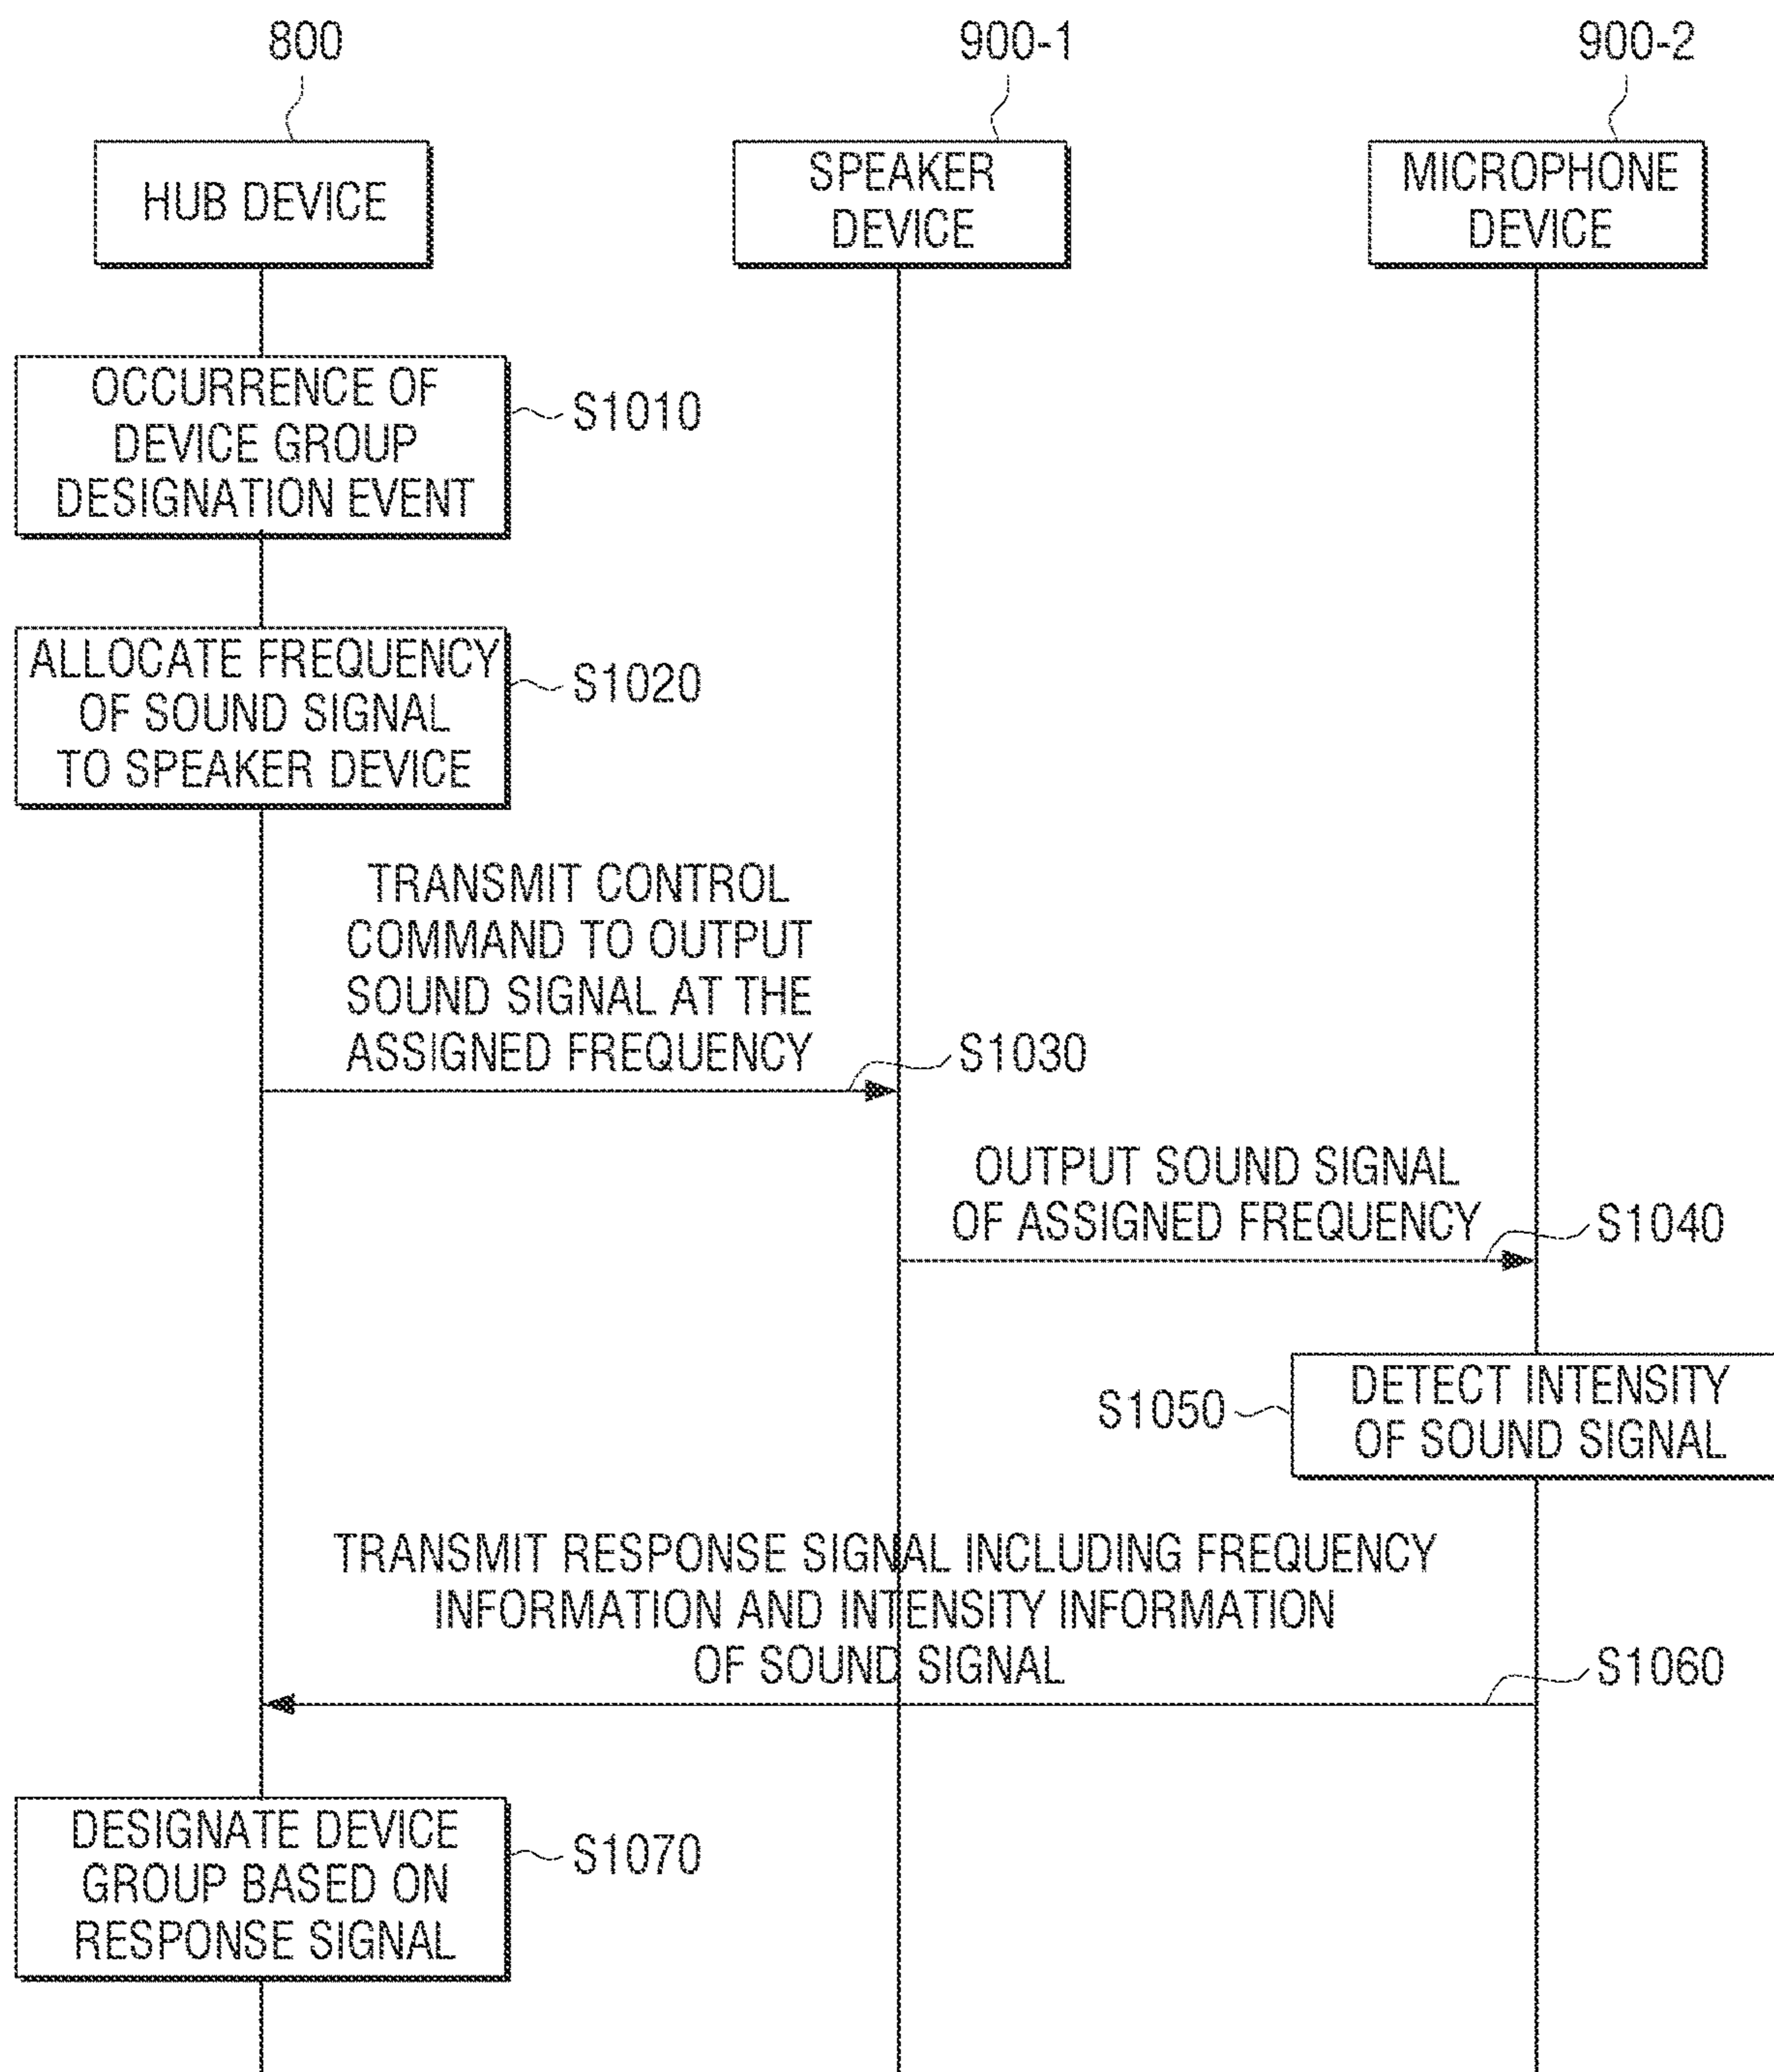 800
900-1
900-2
HUB DEVICE
SPEAKER
DEVICE
MICROPHONE
DEVICE
OCCURRENCE OF
DEVICE GROUP
DESIGNATION EVENT
S1010
ALLOCATE FREQUENCY
OF SOUND SIGNAL
TO SPEAKER DEVICE
S1020
TRANSMIT CONTROL
COMMAND TO OUTPUT
SOUND SIGNAL AT THE
ASSIGNED FREQUENCY
S1030
OUTPUT SOUND SIGNAL
OF ASSIGNED FREQUENCY
S1040
S1050
DETECT INTENSITY
OF SOUND SIGNAL
TRANSMIT RESPONSE SIGNAL INCLUDING FREQUENCY
INFORMATION AND INTENSITY INFORMATION
OF SOUND SIGNAL
S1060
DESIGNATE DEVICE
GROUP BASED ON
RESPONSE SIGNAL
S1070